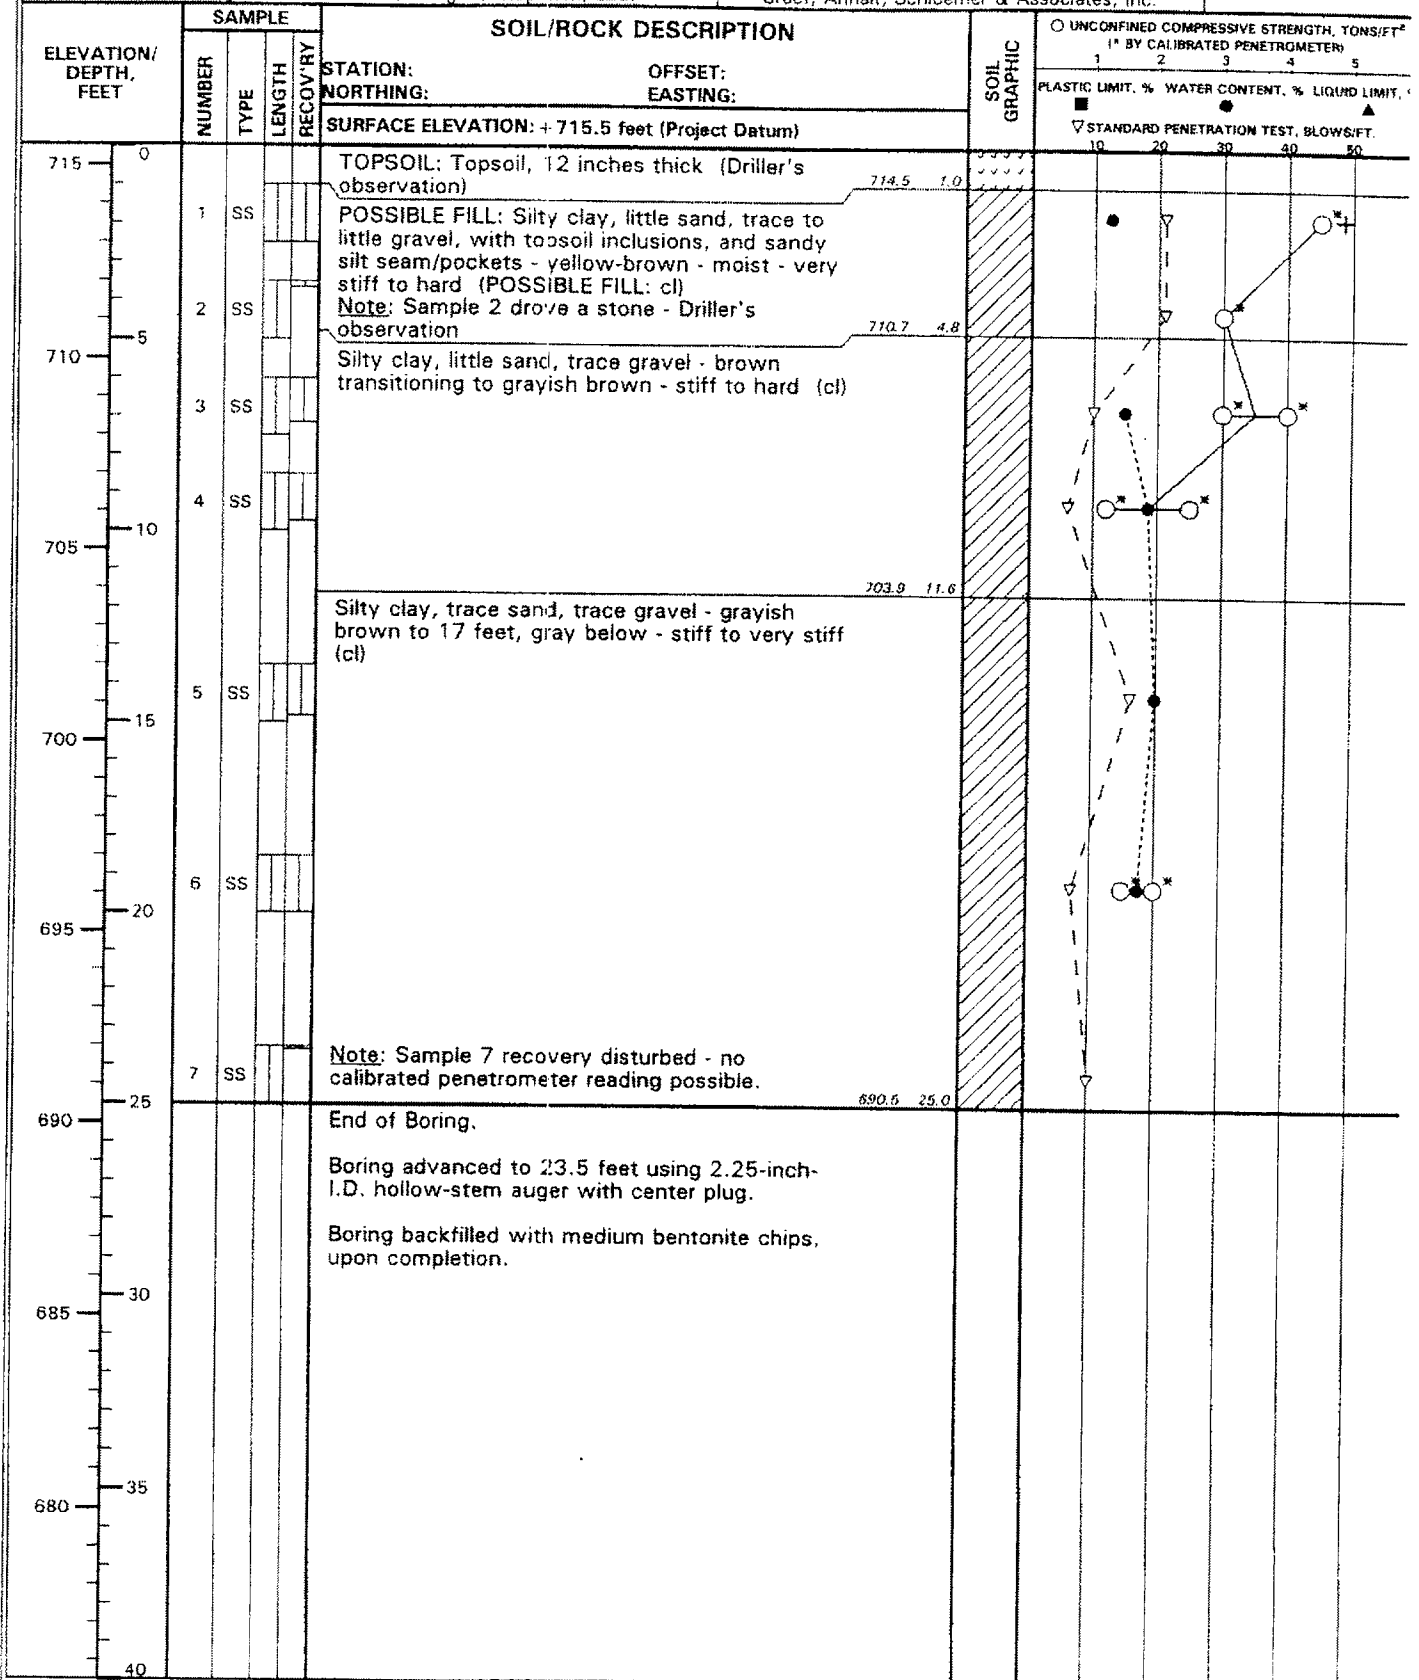 Associates, Inc.
SAMPLE
SOIL/ROCK DESCRIPTION
○ UNCONFINED COMPRESSIVE STRENGTH, TONS/FT²
(* BY CALIBRATED PENETROMETER)
1 2 3 4 5
ELEVATION/
DEPTH,
FEET
NUMBER
TYPE
LENGTH
RECOV'RY
STATION: OFFSET:
NORTHING: EASTING:
SURFACE ELEVATION: +715.5 feet (Project Datum)
SOIL
GRAPHIC
PLASTIC LIMIT, % WATER CONTENT, % LIQUID LIMIT,
■ ● ▲
▽ STANDARD PENETRATION TEST, BLOWS/FT.
10 20 30 40 50
715 0
TOPSOIL: Topsoil, 12 inches thick (Driller's
observation) 714.5 1.0
1 SS
POSSIBLE FILL: Silty clay, little sand, trace to
little gravel, with topsoil inclusions, and sandy
silt seam/pockets - yellow-brown - moist - very
stiff to hard (POSSIBLE FILL: cl)
2 SS
Note: Sample 2 drove a stone - Driller's
observation 710.7 4.8
5
710
Silty clay, little sand, trace gravel - brown
transitioning to grayish brown - stiff to hard (cl)
3 SS
4 SS
10
705
703.9 11.6
Silty clay, trace sand, trace gravel - grayish
brown to 17 feet, gray below - stiff to very stiff
(cl)
5 SS
15
700
6 SS
20
695
7 SS
Note: Sample 7 recovery disturbed - no
calibrated penetrometer reading possible.
25
690.5 25.0
690
End of Boring.
Boring advanced to 23.5 feet using 2.25-inch-
I.D. hollow-stem auger with center plug.
Boring backfilled with medium bentonite chips,
upon completion.
30
685
35
680
40